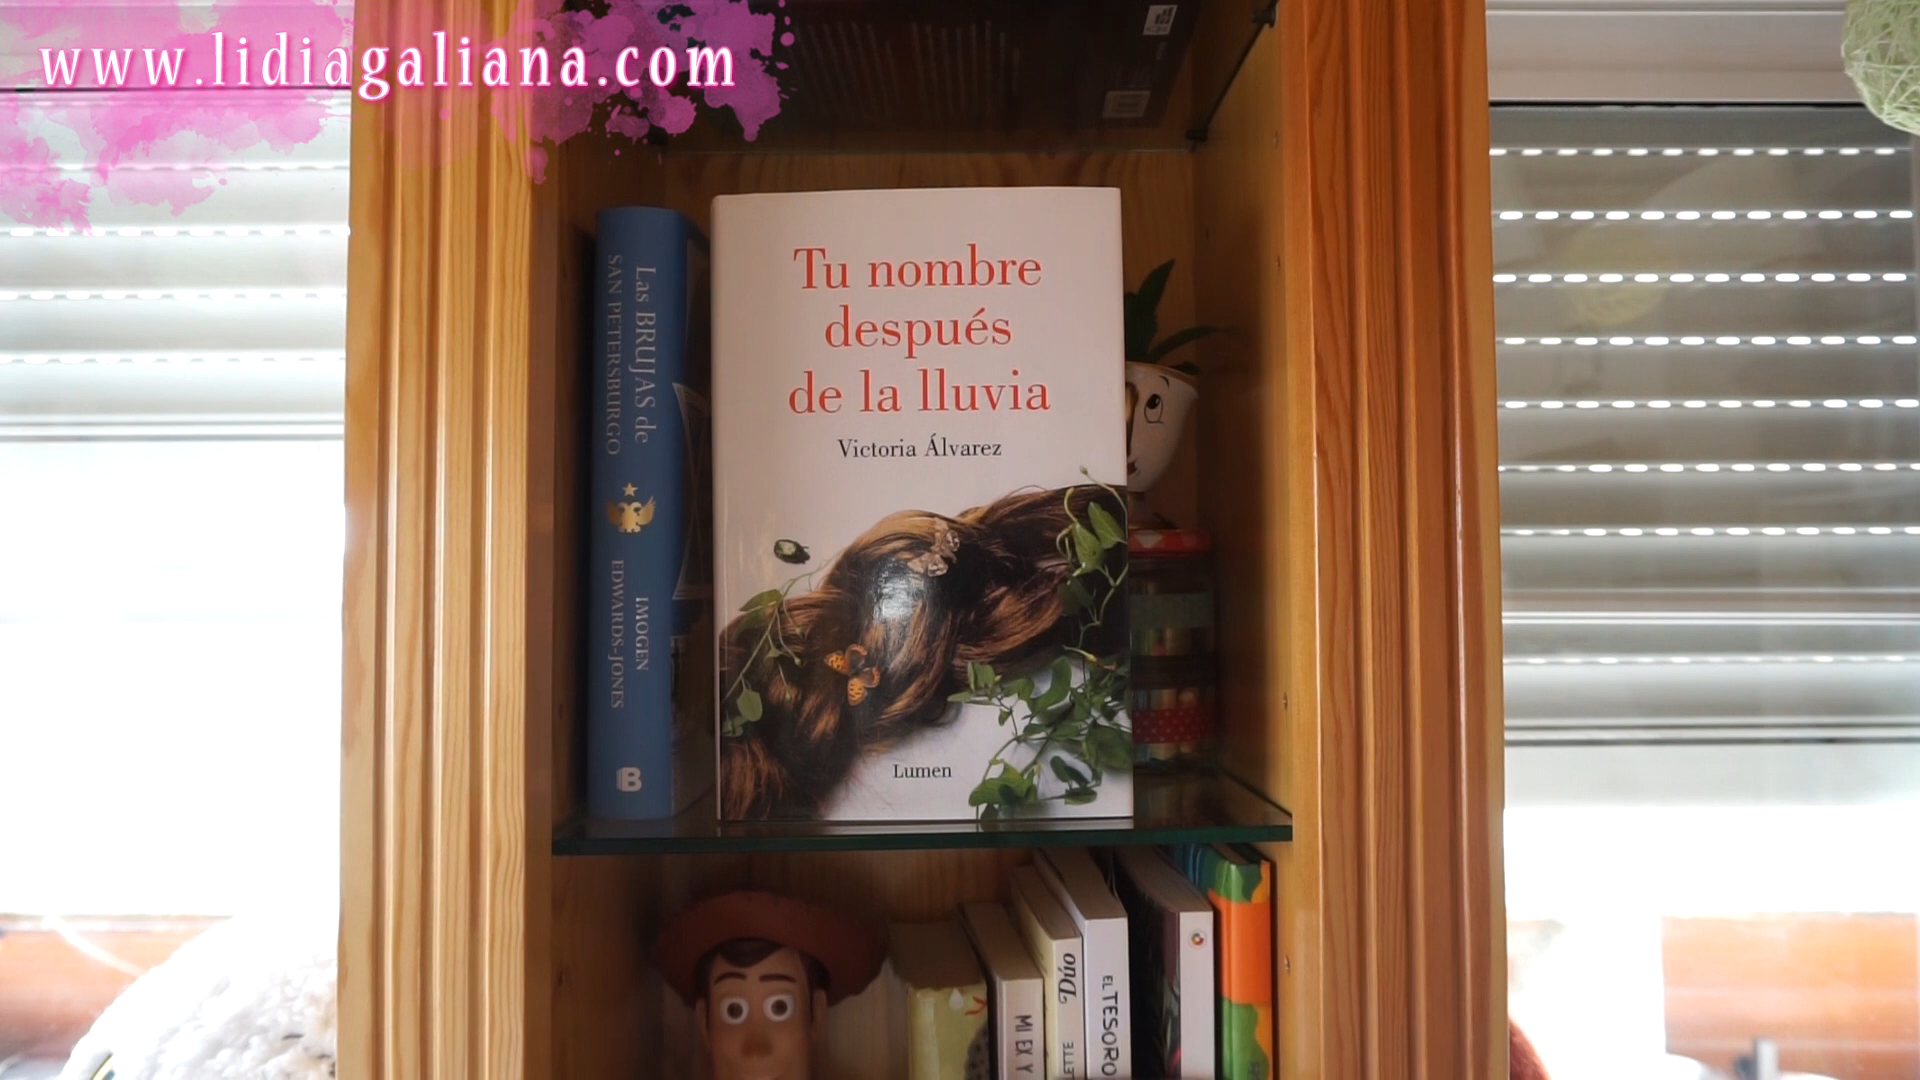 www.lidiagaliana.com
Las BRUJAS de
SAN PETERSBURGO
IMOGEN
EDWARDS-JONES
B
Tu nombre
después
de la lluvia
Victoria Álvarez
Lumen
MI EX Y
Dúo
EL TESORO